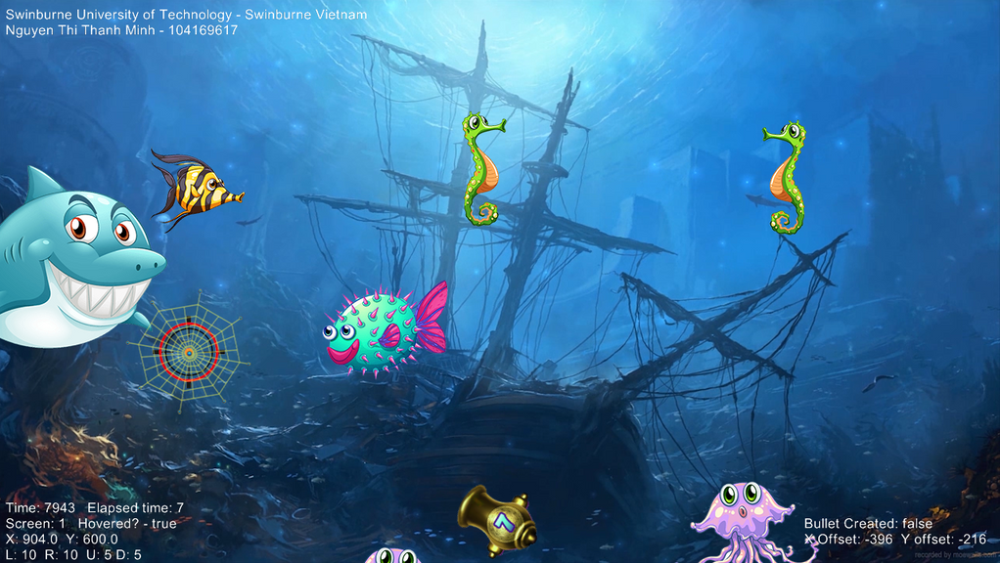 Swinburne University of Technology - Swinburne Vietnam
Nguyen Thi Thanh Minh - 104169617
Time: 7943 Elapsed time: 7
Screen: 1 Hovered? - true
X: 904.0 Y: 600.0
L: 10 R: 10 U: 5 D: 5
Bullet Created: false
X Offset: -396 Y offset: -216
recorded by